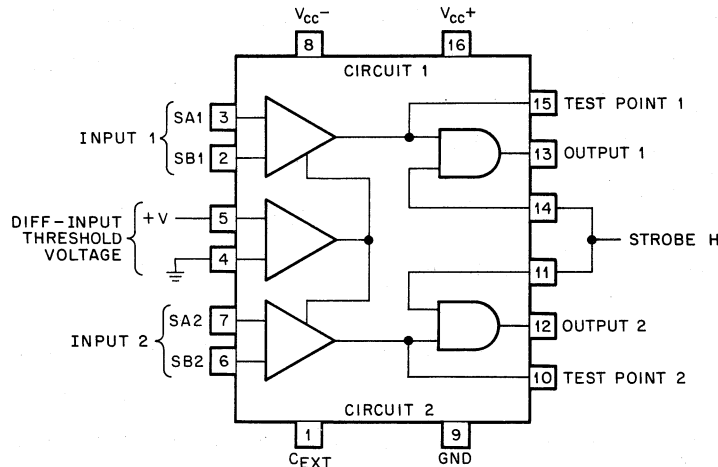 VCC- VCC+
8 16
CIRCUIT 1
SA1 3 15 TEST POINT 1
INPUT 1
SB1 2 13 OUTPUT 1
14
+V 5
DIFF-INPUT
THRESHOLD
VOLTAGE
STROBE H
4 11
SA2 7 12 OUTPUT 2
INPUT 2
SB2 6
10 TEST POINT 2
CIRCUIT 2
1 9
CEXT GND